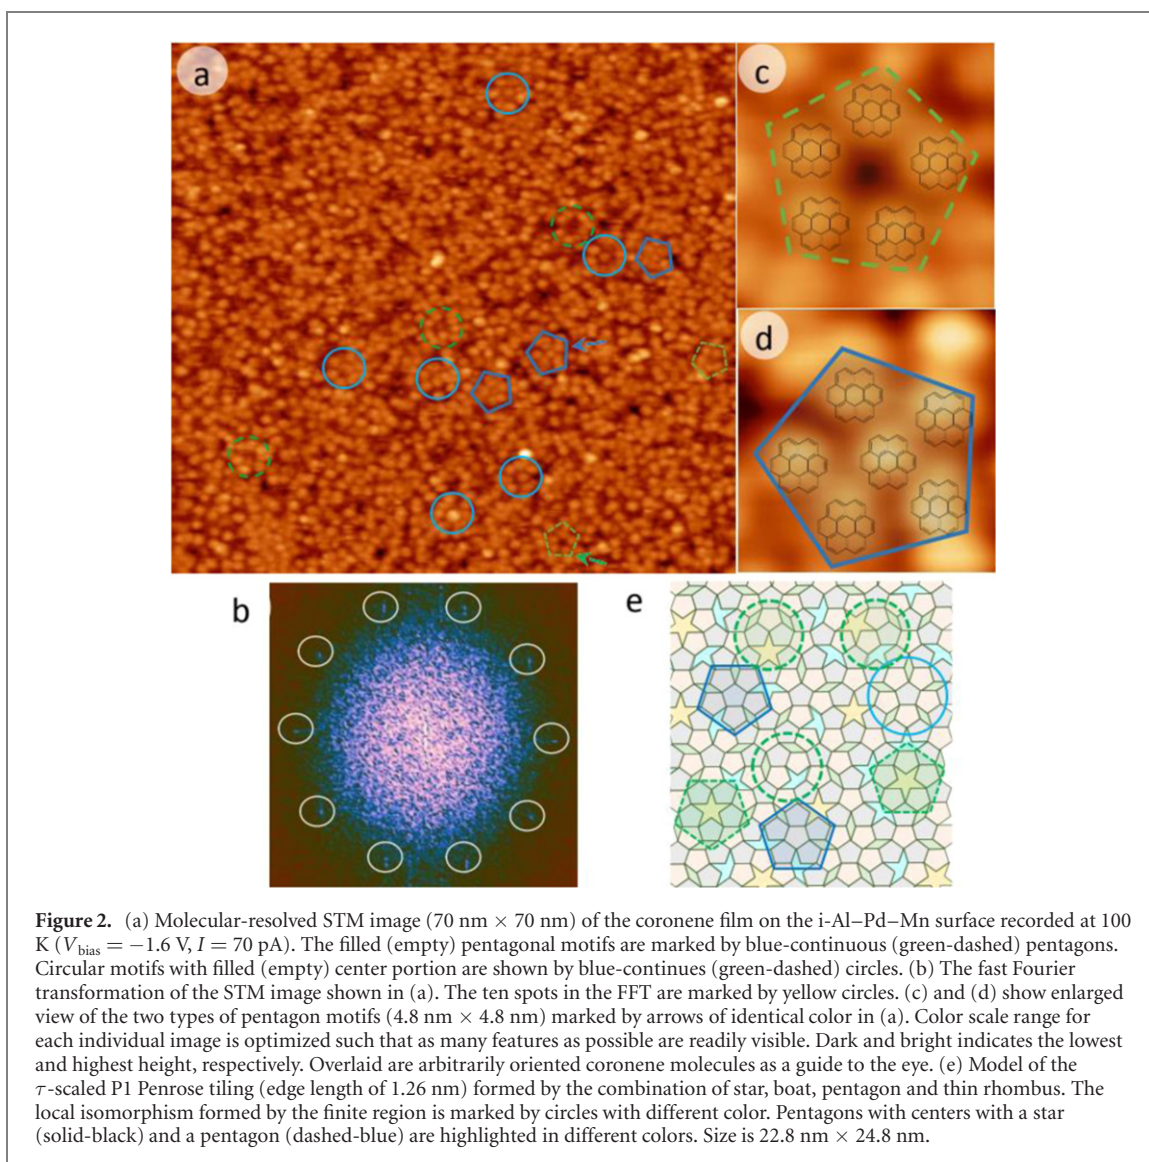 a
c
d
b
e
Figure 2. (a) Molecular-resolved STM image (70 nm × 70 nm) of the coronene film on the i-Al–Pd–Mn surface recorded at 100
K (V_bias = −1.6 V, I = 70 pA). The filled (empty) pentagonal motifs are marked by blue-continuous (green-dashed) pentagons.
Circular motifs with filled (empty) center portion are shown by blue-continues (green-dashed) circles. (b) The fast Fourier
transformation of the STM image shown in (a). The ten spots in the FFT are marked by yellow circles. (c) and (d) show enlarged
view of the two types of pentagon motifs (4.8 nm × 4.8 nm) marked by arrows of identical color in (a). Color scale range for
each individual image is optimized such that as many features as possible are readily visible. Dark and bright indicates the lowest
and highest height, respectively. Overlaid are arbitrarily oriented coronene molecules as a guide to the eye. (e) Model of the
τ-scaled P1 Penrose tiling (edge length of 1.26 nm) formed by the combination of star, boat, pentagon and thin rhombus. The
local isomorphism formed by the finite region is marked by circles with different color. Pentagons with centers with a star
(solid-black) and a pentagon (dashed-blue) are highlighted in different colors. Size is 22.8 nm × 24.8 nm.